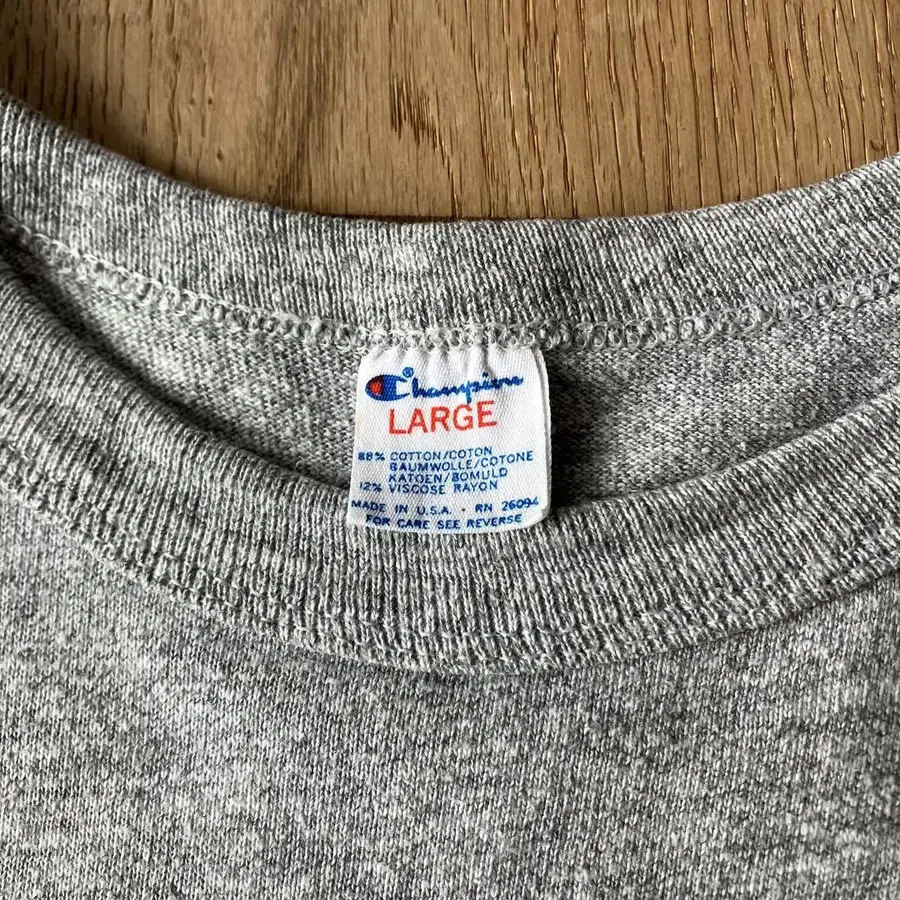 Champion®
LARGE
88% COTTON/COTON
BAUMWOLLE/COTONE
KATOEN/BOMULD
12% VISCOSE RAYON
MADE IN U.S.A. · RN 26094
FOR CARE SEE REVERSE